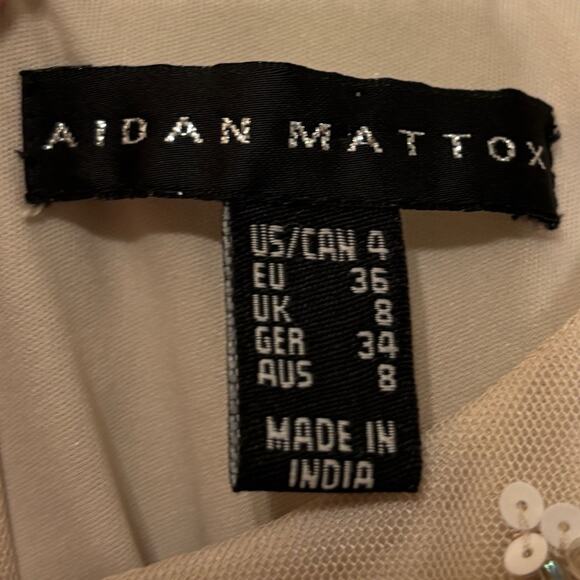 AIDAN MATTOX
US/CAN 4
EU 36
UK 8
GER 34
AUS 8
MADE IN
INDIA